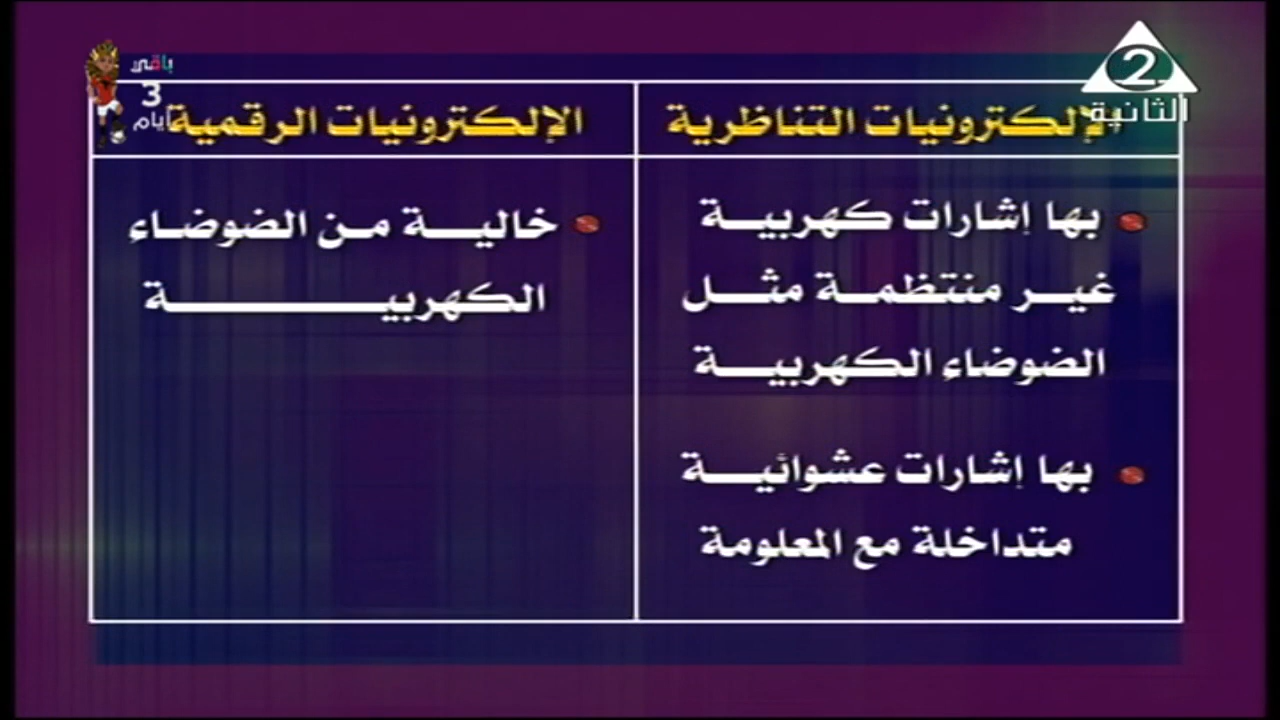 2
الثانية
باقي
3
أيام
الإلكترونيات التناظرية
الإلكترونيات الرقمية
بها إشارات كهربية
غير منتظمة مثل
الضوضاء الكهربية
بها إشارات عشوائية
متداخلة مع المعلومة
خالية من الضوضاء
الكهربية